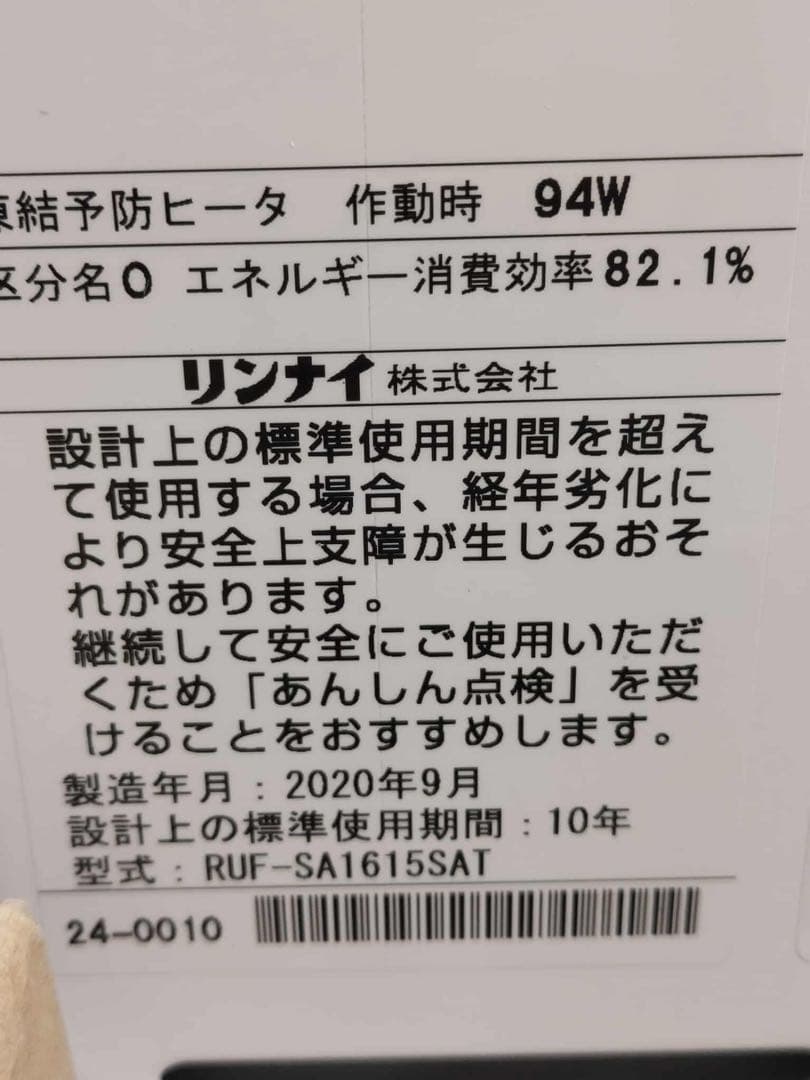 結予防ヒータ 作動時 94W
区分名O エネルギー消費効率82.1%
リンナイ株式会社
設計上の標準使用期間を超え
て使用する場合、経年劣化に
より安全上支障が生じるおそ
れがあります。
継続して安全にご使用いただ
くため「あんしん点検」を受
けることをおすすめします。
製造年月:2020年9月
設計上の標準使用期間:10年
型式:RUF-SA1615SAT
24-0010